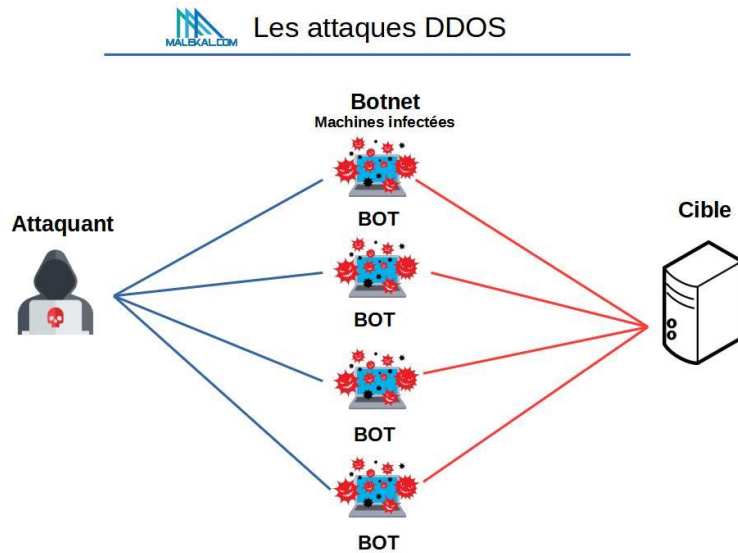 MALEKAL.COM
Les attaques DDOS
Botnet
Machines infectées
Attaquant
Cible
BOT
BOT
BOT
BOT